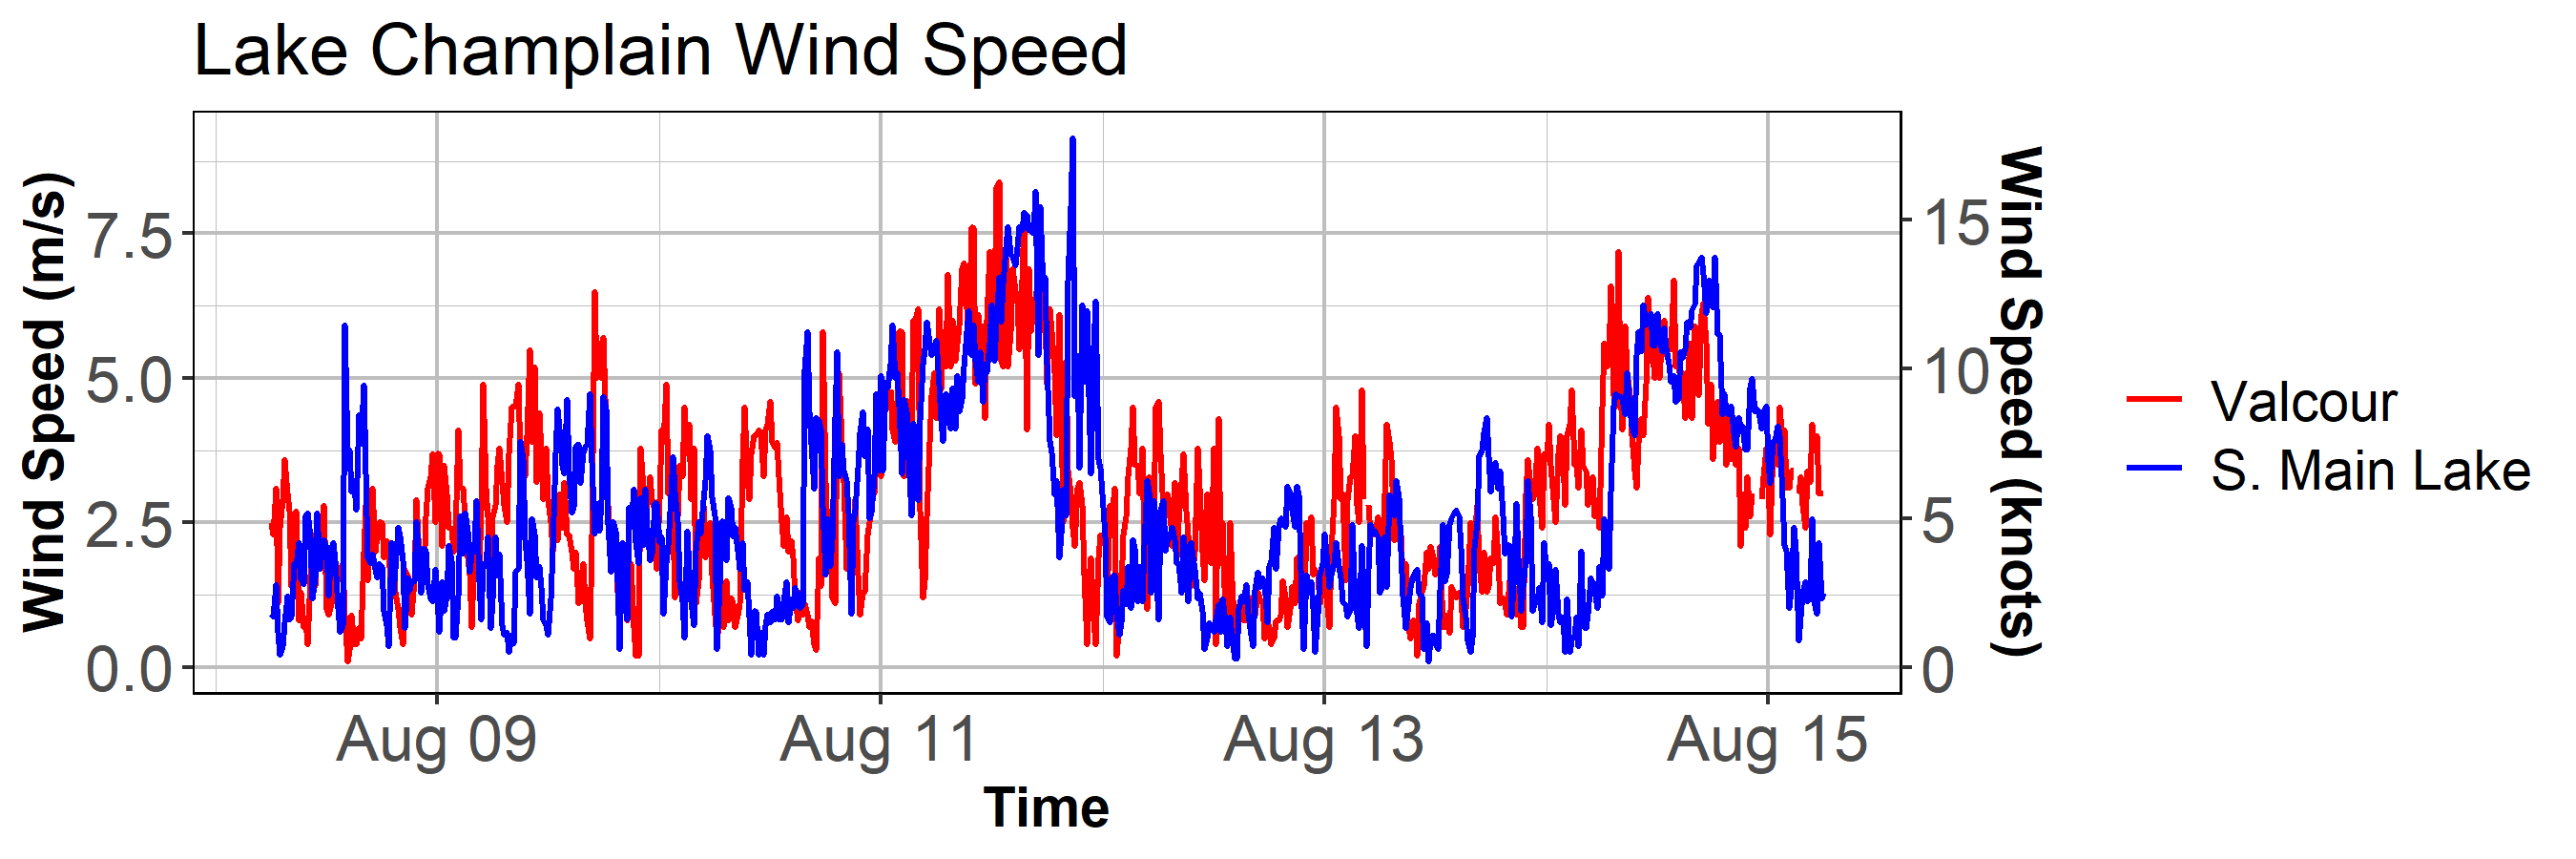 Lake Champlain Wind Speed
Wind Speed (m/s)
7.5
5.0
2.5
0.0
15
10
5
0
Wind Speed (knots)
Aug 09
Aug 11
Aug 13
Aug 15
Time
Valcour
S. Main Lake